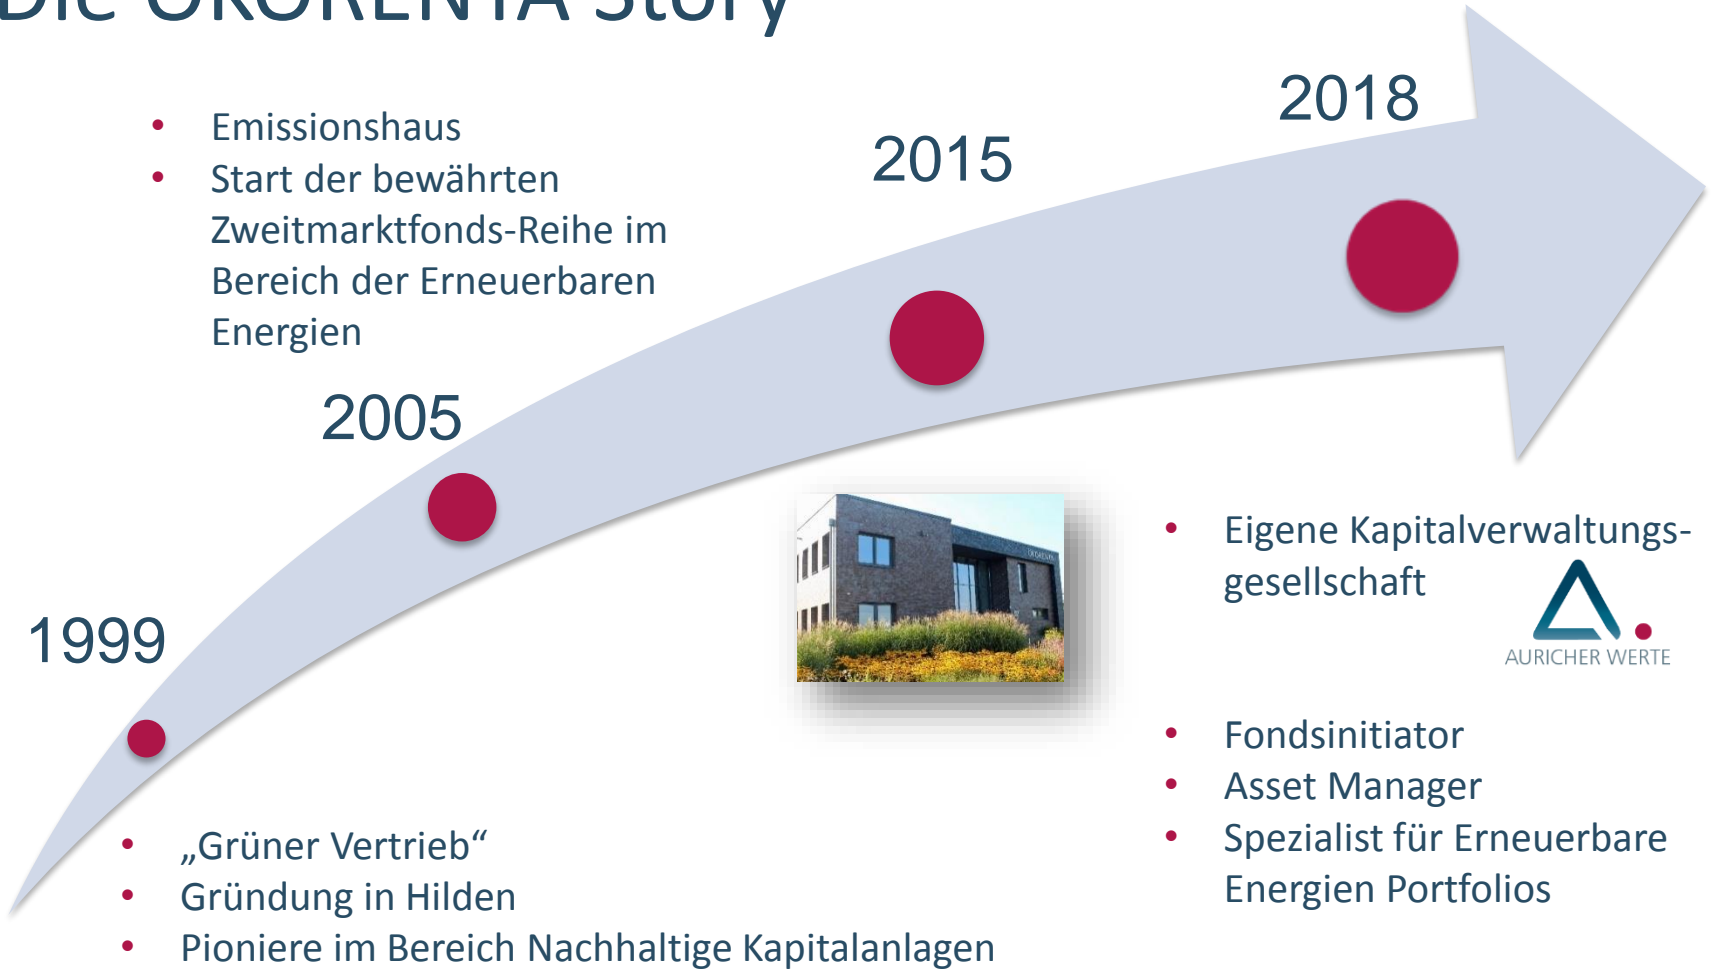 Die ÖKORENTA Story
2018
• Emissionshaus
• Start der bewährten
Zweitmarktfonds-Reihe im
Bereich der Erneuerbaren
Energien
2015
2005
• Eigene Kapitalverwaltungs-
gesellschaft
AURICHER WERTE
1999
• Fondsinitiator
• Asset Manager
• Spezialist für Erneuerbare
Energien Portfolios
• „Grüner Vertrieb“
• Gründung in Hilden
• Pioniere im Bereich Nachhaltige Kapitalanlagen